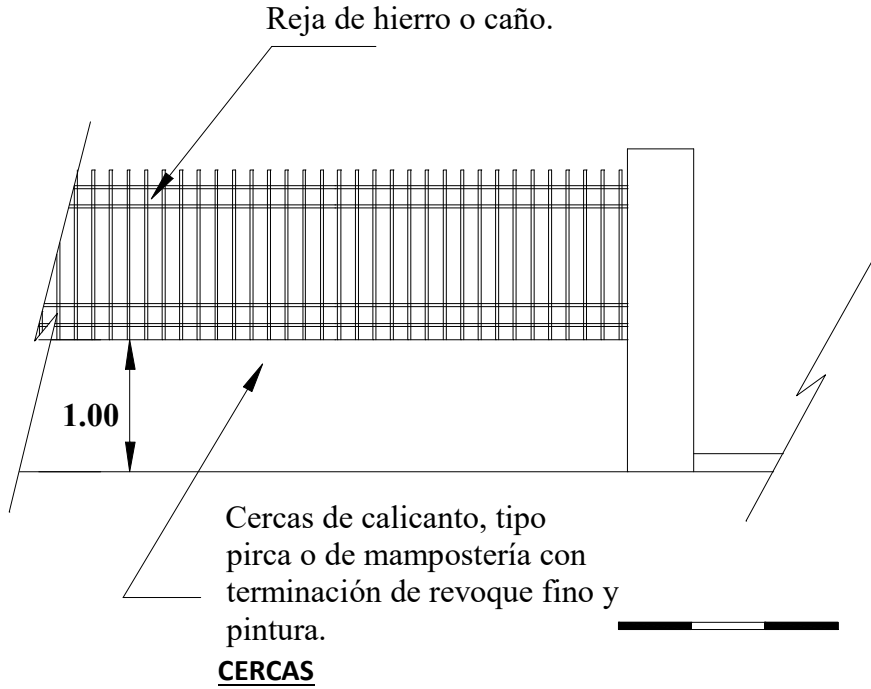 Reja de hierro o caño.
1.00
Cercas de calicanto, tipo
pirca o de mampostería con
terminación de revoque fino y
pintura.
CERCAS